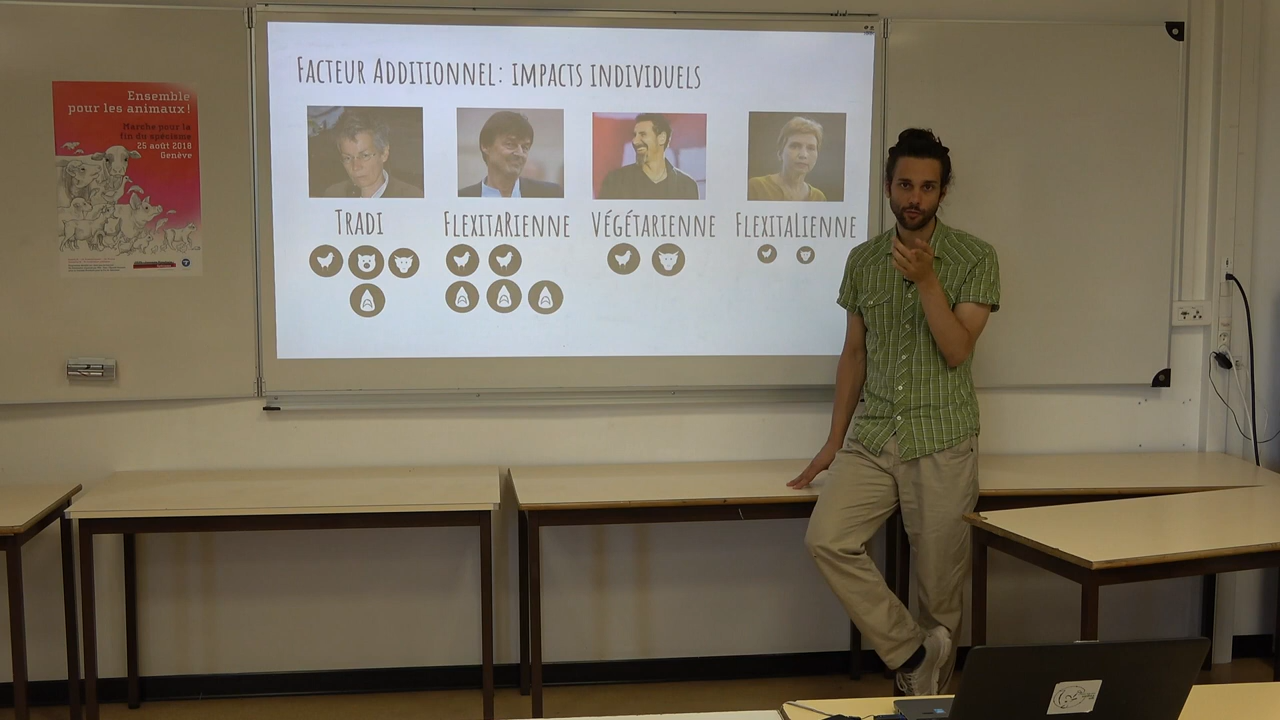 Ensemble
pour les animaux!
Marche pour la
fin du spécisme
25 août 2018
Genève
Facteur Additionnel: impacts individuels
Tradi
FlexitaRienne
Végétarienne
FlexitaLienne